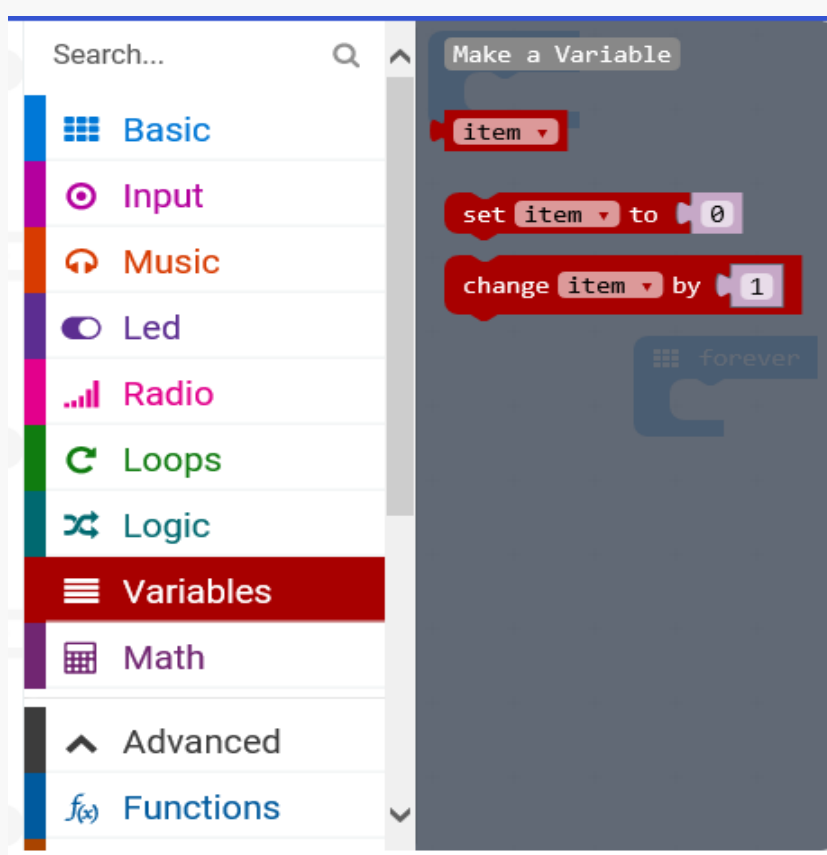 Search...
Basic
Input
Music
Led
Radio
Loops
Logic
Variables
Math
Advanced
f(x) Functions
Make a Variable
item
set item to 0
change item by 1
forever